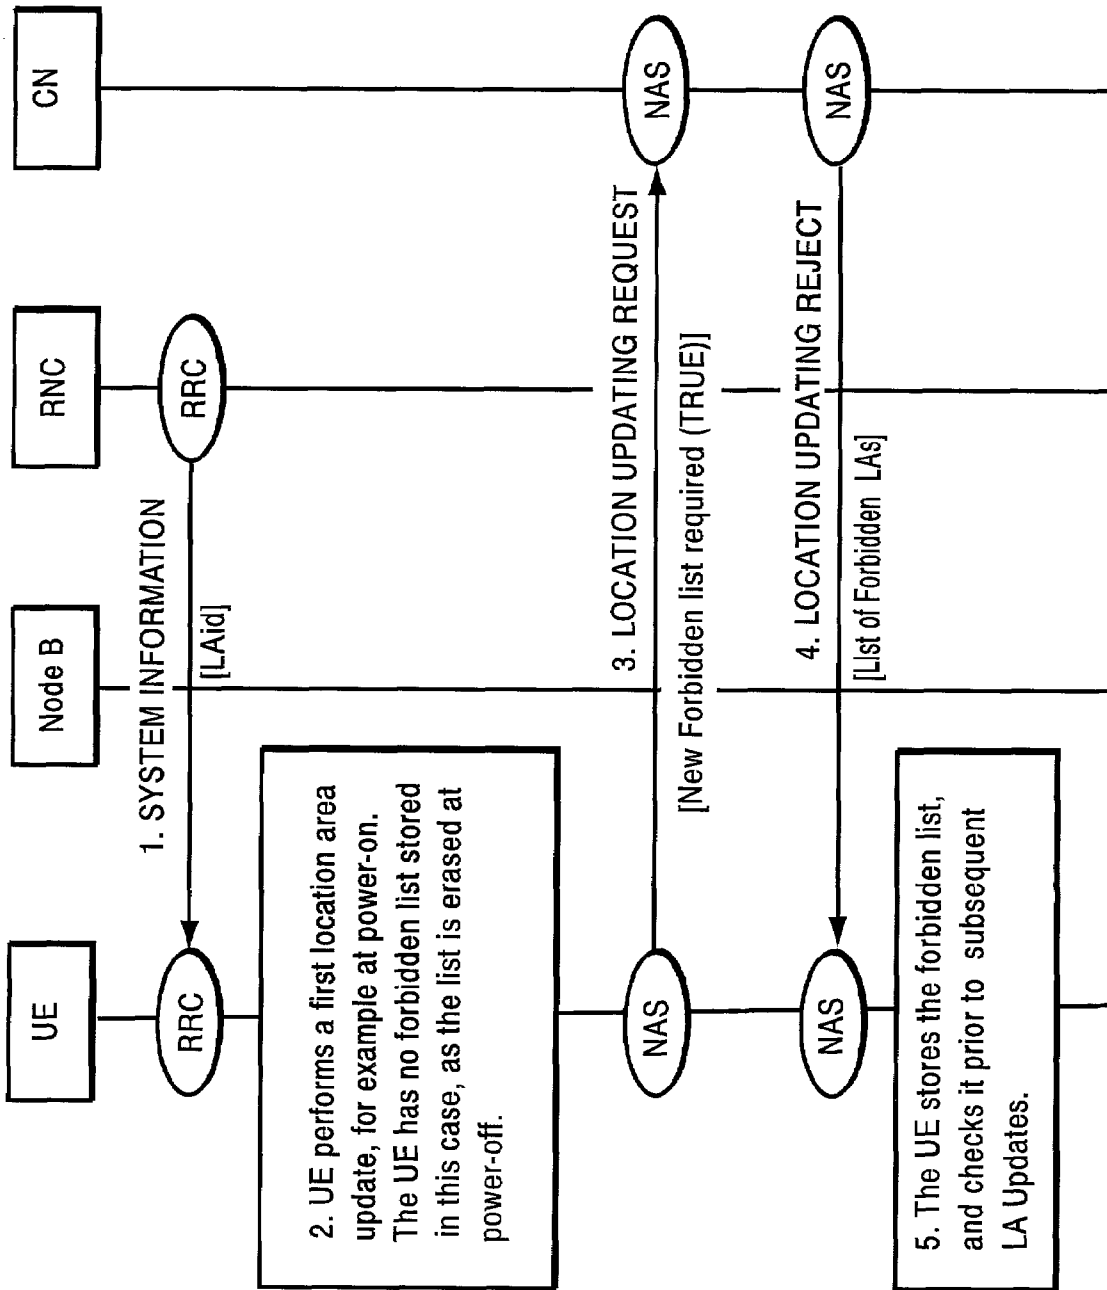 UE
Node B
RNC
CN
1. SYSTEM INFORMATION
RRC
RRC
[LAid]
2. UE performs a first location area
update, for example at power-on.
The UE has no forbidden list stored
in this case, as the list is erased at
power-off.
3. LOCATION UPDATING REQUEST
NAS
NAS
[New Forbidden list required (TRUE)]
4. LOCATION UPDATING REJECT
NAS
NAS
[LIst of Forbidden LAs]
5. The UE stores the forbidden list,
and checks it prior to subsequent
LA Updates.